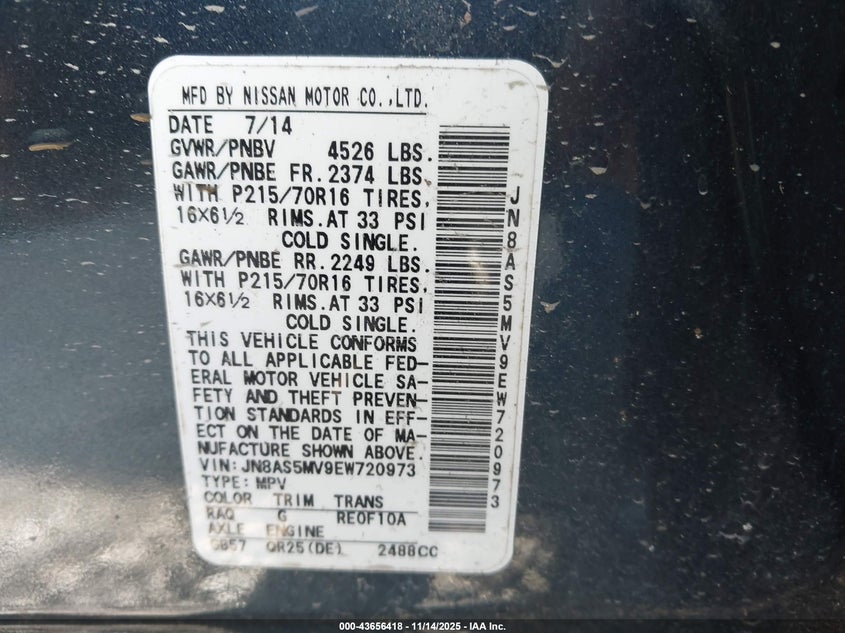 MFD BY NISSAN MOTOR CO.,LTD.
DATE 7/14
GVWR/PNBV 4526 LBS.
GAWR/PNBE FR. 2374 LBS.
WITH P215/70R16 TIRES.
16X6½ RIMS.AT 33 PSI
COLD SINGLE.
GAWR/PNBE RR. 2249 LBS.
WITH P215/70R16 TIRES.
16X6½ RIMS.AT 33 PSI
COLD SINGLE.
THIS VEHICLE CONFORMS
TO ALL APPLICABLE FED-
ERAL MOTOR VEHICLE SA-
FETY AND THEFT PREVEN-
TION STANDARDS IN EFF-
ECT ON THE DATE OF MA-
NUFACTURE SHOWN ABOVE.
VIN:JN8AS5MV9EW720973
TYPE: MPV
COLOR TRIM TRANS
RAQ G RE0F10A
AXLE ENGINE
GB57 QR25(DE) 2488CC
JN8AS5MV9EW720973
000-43656418 - 11/14/2025 - IAA Inc.